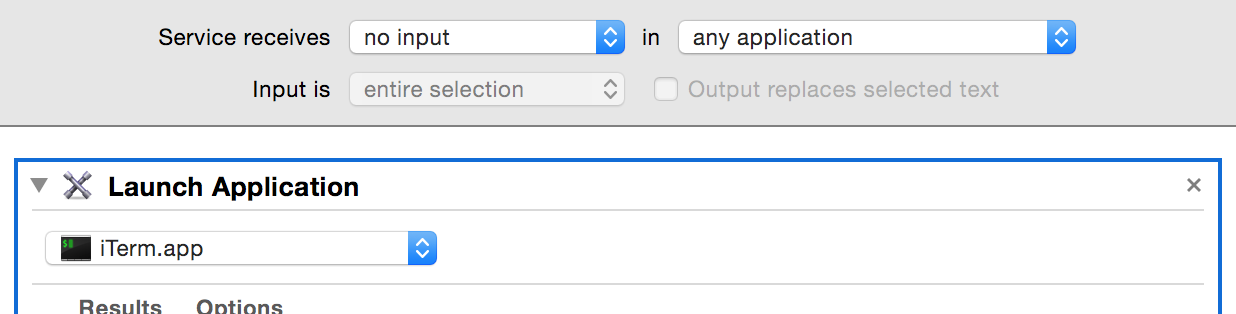 Service receives no input in any application
Input is entire selection Output replaces selected text
Launch Application
iTerm.app
Results Options